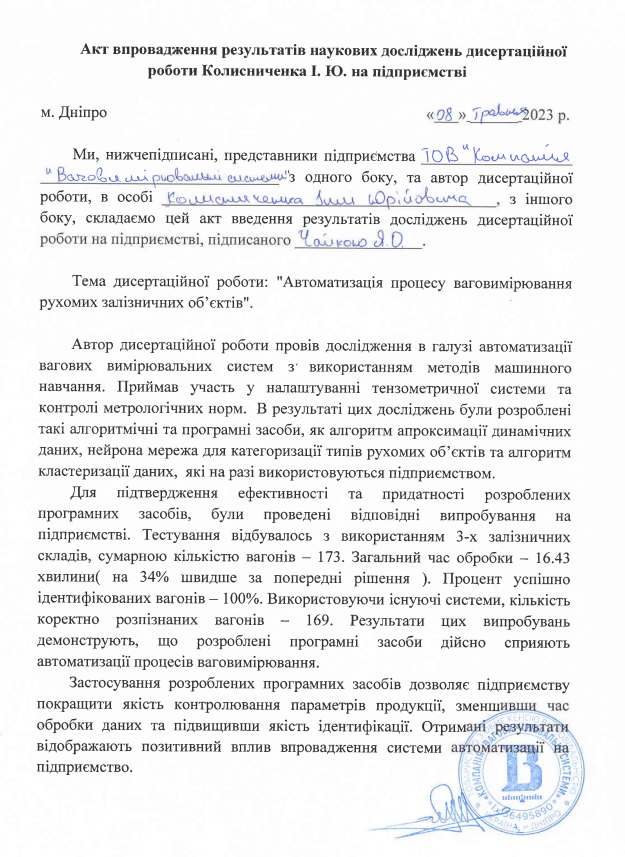 Акт впровадження результатів наукових досліджень дисертаційної
роботи Колисниченка І. Ю. на підприємстві
м. Дніпро «08» травня 2023 р.
Ми, нижчепідписані, представники підприємства ТОВ "Компанія
"Ваговимірювальні системи" з одного боку, та автор дисертаційної
роботи, в особі Колисниченка Іллі Юрійовича, з іншого
боку, складаємо цей акт введення результатів досліджень дисертаційної
роботи на підприємстві, підписаного Чайкою Я.О.
Тема дисертаційної роботи: "Автоматизація процесу ваговимірювання
рухомих залізничних об’єктів".
Автор дисертаційної роботи провів дослідження в галузі автоматизації
вагових вимірювальних систем з використанням методів машинного
навчання. Приймав участь у налаштуванні тензометричної системи та
контролі метрологічних норм. В результаті цих досліджень були розроблені
такі алгоритмічні та програмні засоби, як алгоритм апроксимації динамічних
даних, нейрона мережа для категоризації типів рухомих об’єктів та алгоритм
кластеризації даних, які на разі використовуються підприємством.
Для підтвердження ефективності та придатності розроблених
програмних засобів, були проведені відповідні випробування на
підприємстві. Тестування відбувалось з використанням 3-х залізничних
складів, сумарною кількістю вагонів – 173. Загальний час обробки – 16.43
хвилини( на 34% швидше за попередні рішення ). Процент успішно
ідентифікованих вагонів – 100%. Використовуючи існуючі системи, кількість
коректно розпізнаних вагонів – 169. Результати цих випробувань
демонструють, що розроблені програмні засоби дійсно сприяють
автоматизації процесів ваговимірювання.
Застосування розроблених програмних засобів дозволяє підприємству
покращити якість контролювання параметрів продукції, зменшивши час
обробки даних та підвищивши якість ідентифікації. Отримані результати
відображають позитивний вплив впровадження системи автоматизації на
підприємство.
36495890
УКРАЇНА, м. ДНІПРО